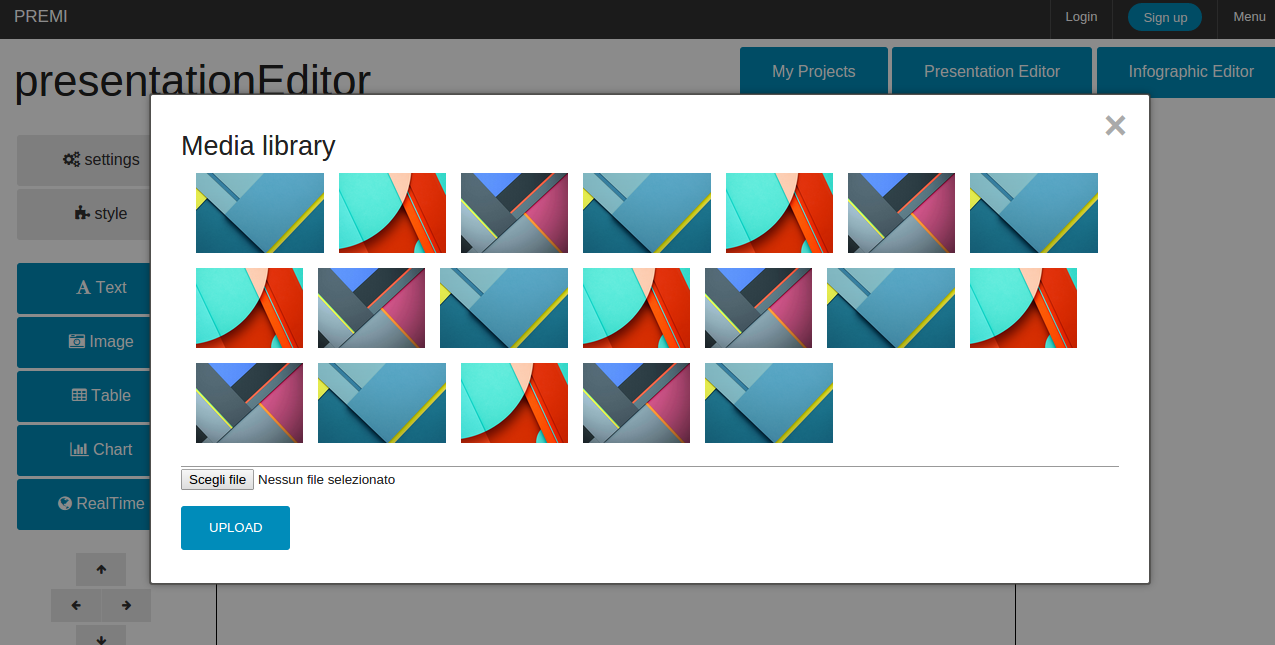 PREMI
Login
Sign up
Menu
presentationEditor
My Projects
Presentation Editor
Infographic Editor
Media library
settings
style
Text
Image
Table
Chart
RealTime
Scegli file Nessun file selezionato
UPLOAD